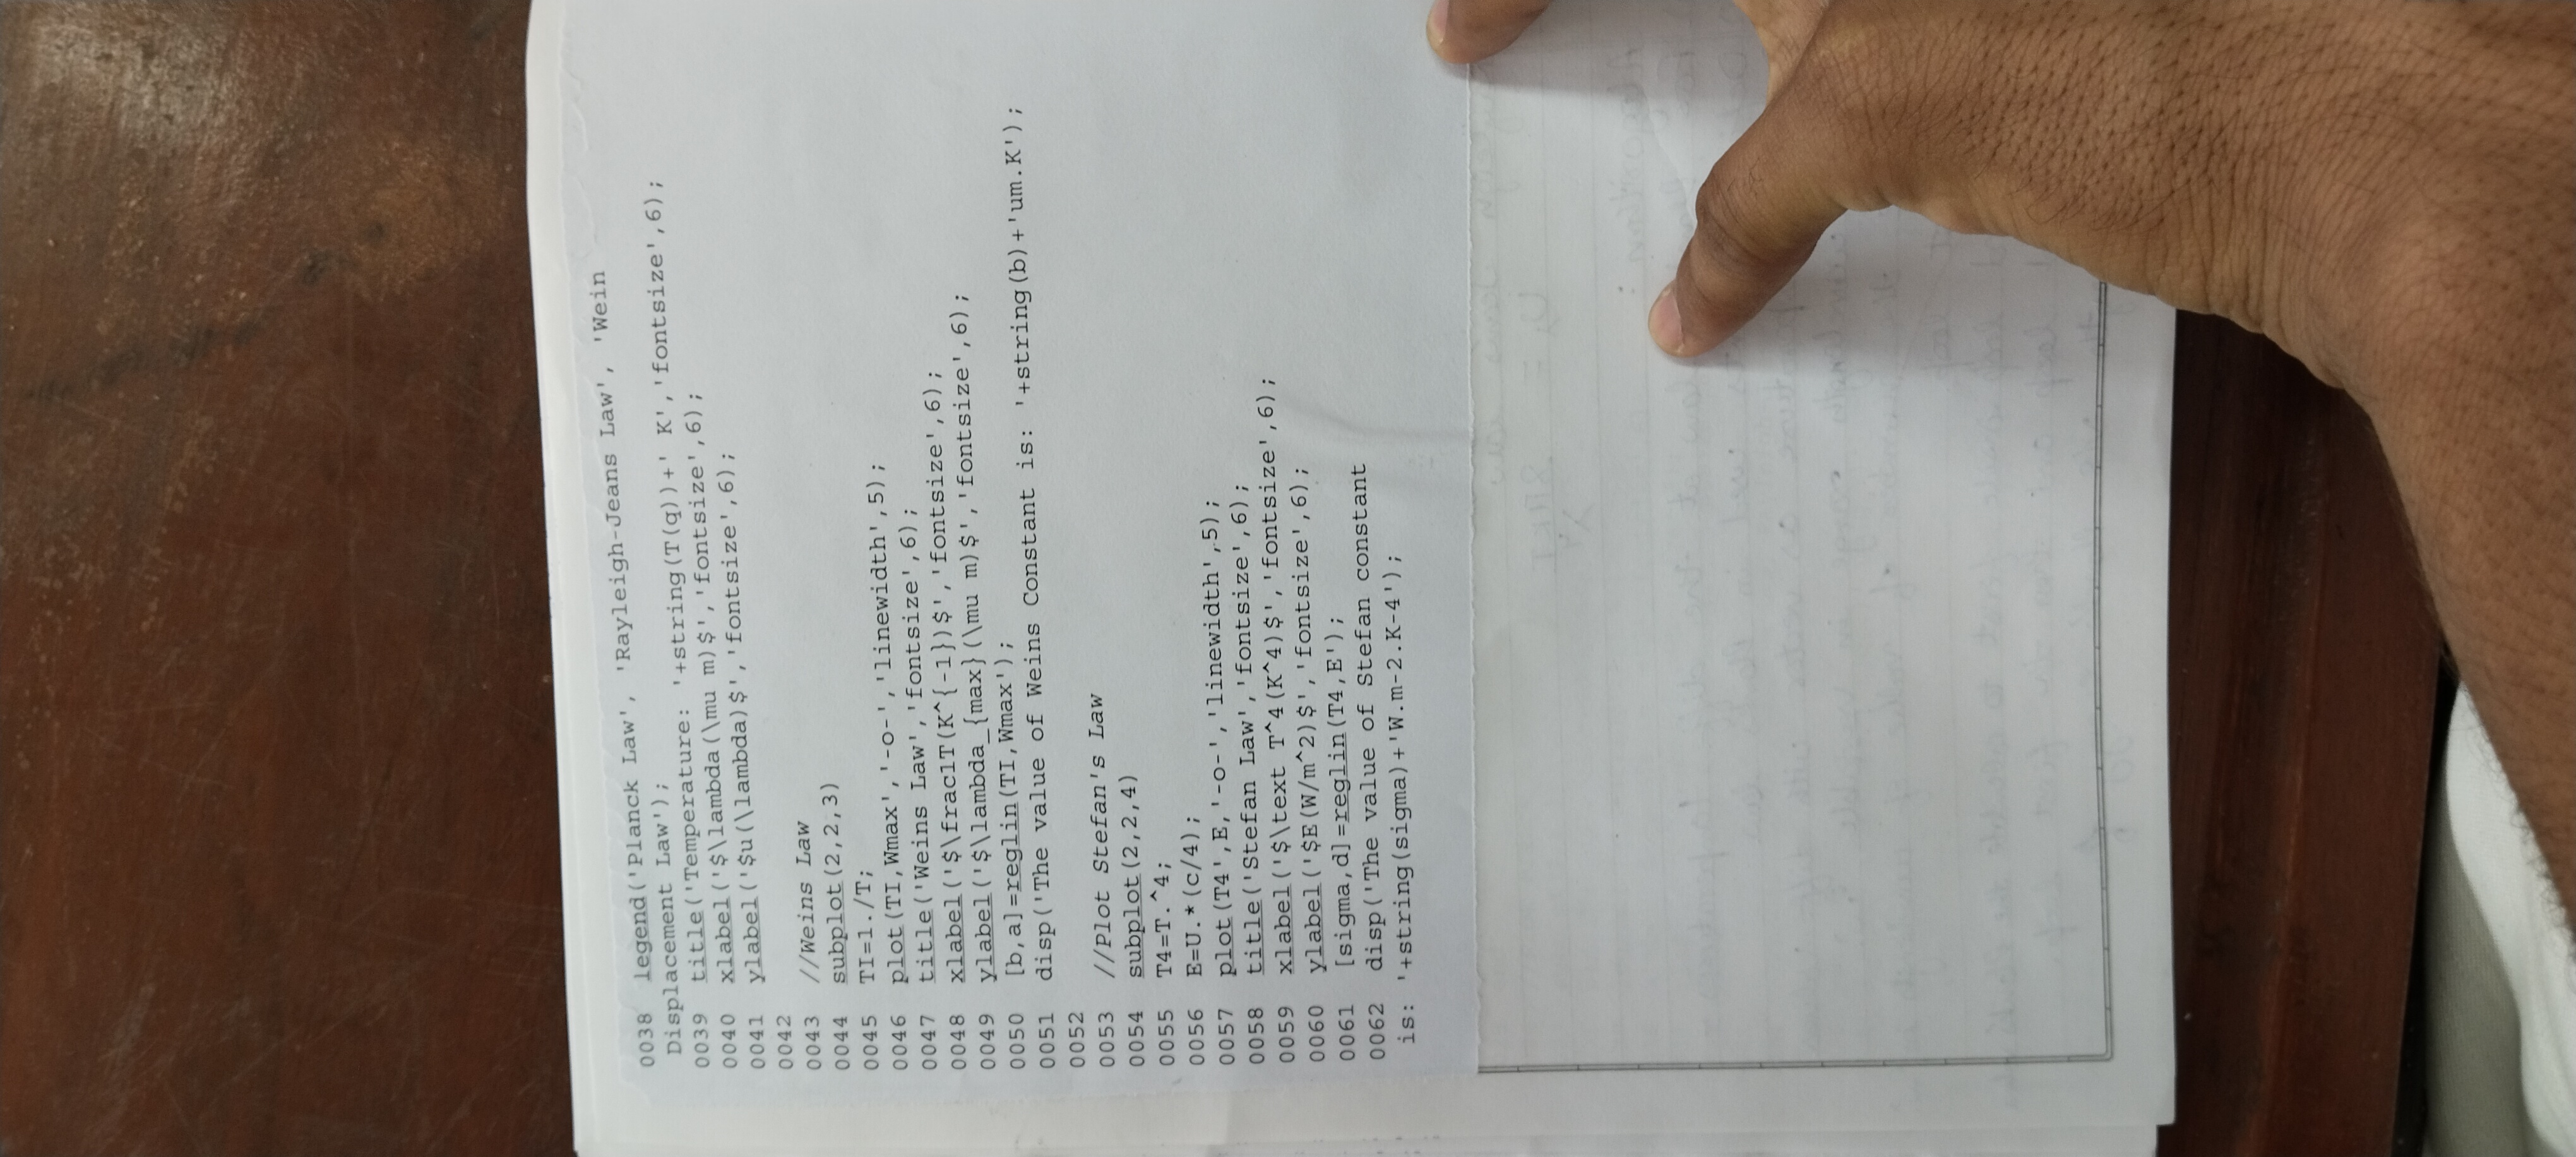 0038 legend('Planck Law', 'Rayleigh-Jeans Law', 'Wein
Displacement Law');
0039 title('Temperature: '+string(T(q))+' K','fontsize',6);
0040 xlabel('$\lambda(\mu m)$','fontsize',6);
0041 ylabel('$u(\lambda)$','fontsize',6);
0042
0043 //Weins Law
0044 subplot(2,2,3)
0045 TI=1./T;
0046 plot(TI,Wmax','-o-','linewidth',5);
0047 title('Weins Law','fontsize',6);
0048 xlabel('$\frac1T(K^{-1})$','fontsize',6);
0049 ylabel('$\lambda_{max}(\mu m)$','fontsize',6);
0050 [b,a]=reglin(TI,Wmax');
0051 disp('The value of Weins Constant is: '+string(b)+'um.K');
0052
0053 //Plot Stefan's Law
0054 subplot(2,2,4)
0055 T4=T.^4;
0056 E=U.*(c/4);
0057 plot(T4',E,'-o-','linewidth',5);
0058 title('Stefan Law','fontsize',6);
0059 xlabel('$\text T^4(K^4)$','fontsize',6);
0060 ylabel('$E(W/m^2)$','fontsize',6);
0061 [sigma,d]=reglin(T4,E');
0062 disp('The value of Stefan constant
is: '+string(sigma)+'W.m-2.K-4');